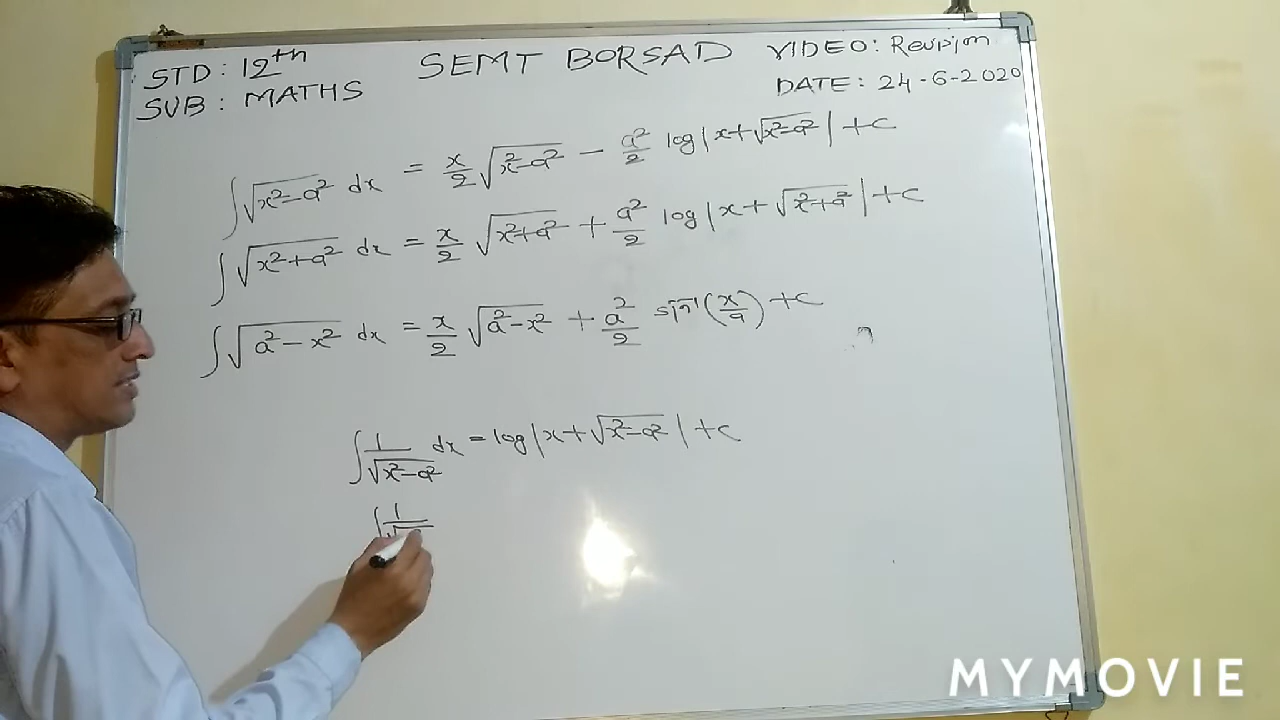 STD: 12th SEMT BORSAD VIDEO: Revision
SUB: MATHS DATE: 24-6-2020
∫√(x²-a²) dx = x/2 √(x²-a²) - a²/2 log|x+√(x²-a²)| +c
∫√(x²+a²) dx = x/2 √(x²+a²) + a²/2 log|x+√(x²+a²)| +c
∫√(a²-x²) dx = x/2 √(a²-x²) + a²/2 sin⁻¹(x/a) +c
∫1/√(x²-a²) dx = log|x+√(x²-a²)| +c
∫1/√
MYMOVIE